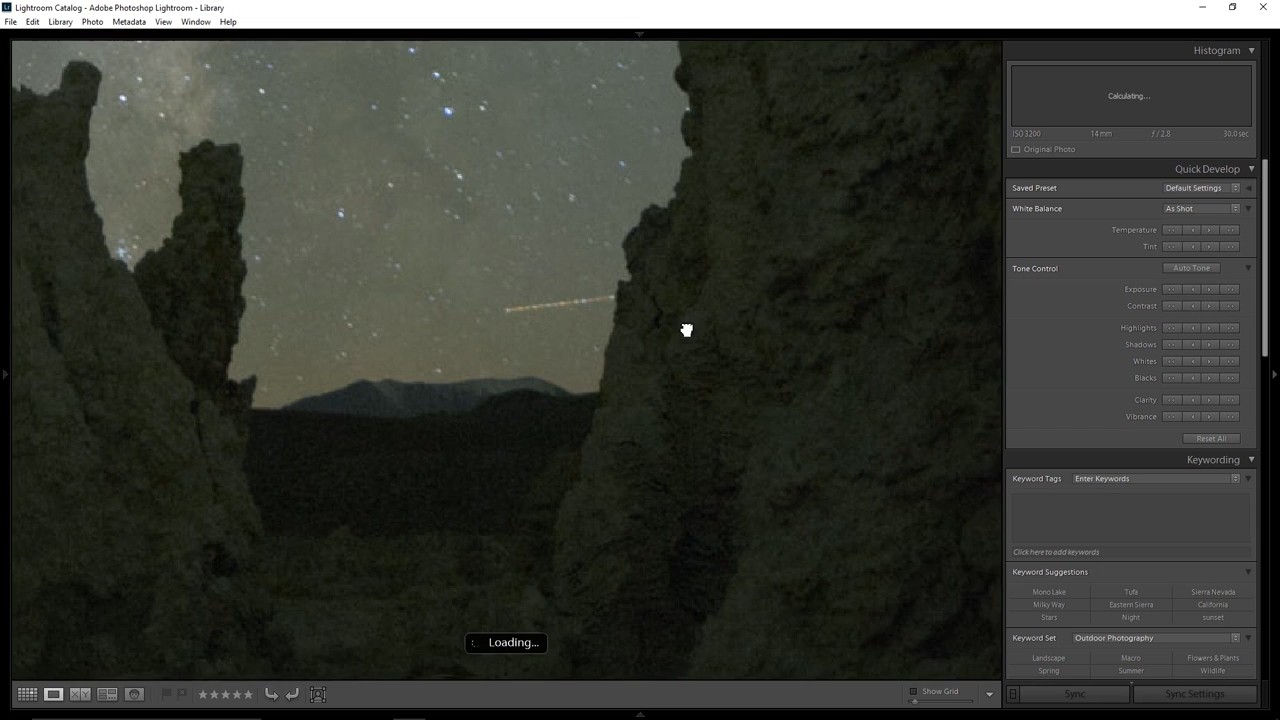 Lightroom Catalog - Adobe Photoshop Lightroom - Library
File Edit Library Photo Metadata View Window Help
Histogram
Calculating...
ISO 3200 14 mm f / 2.8 30.0 sec
Original Photo
Quick Develop
Saved Preset Default Settings
White Balance As Shot
Temperature
Tint
Tone Control Auto Tone
Exposure
Contrast
Highlights
Shadows
Whites
Blacks
Clarity
Vibrance
Reset All
Keywording
Keyword Tags Enter Keywords
Click here to add keywords
Keyword Suggestions
Mono Lake Tufa Sierra Nevada
Milky Way Eastern Sierra California
Stars Night sunset
Keyword Set Outdoor Photography
Landscape Macro Flowers & Plants
Spring Summer Wildlife
Loading...
Show Grid
Sync Sync Settings